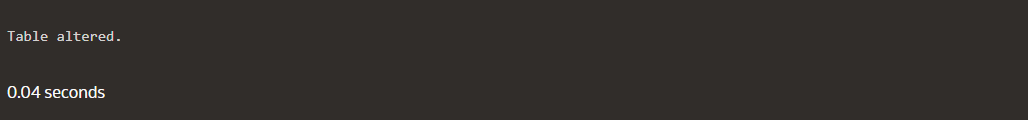 Table altered.
0.04 seconds